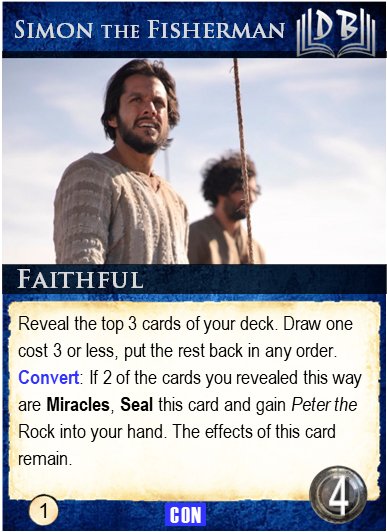 SIMON THE FISHERMAN
DB
FAITHFUL
Reveal the top 3 cards of your deck. Draw one
cost 3 or less, put the rest back in any order.
Convert: If 2 of the cards you revealed this way
are Miracles, Seal this card and gain Peter the
Rock into your hand. The effects of this card
remain.
1
CON
4